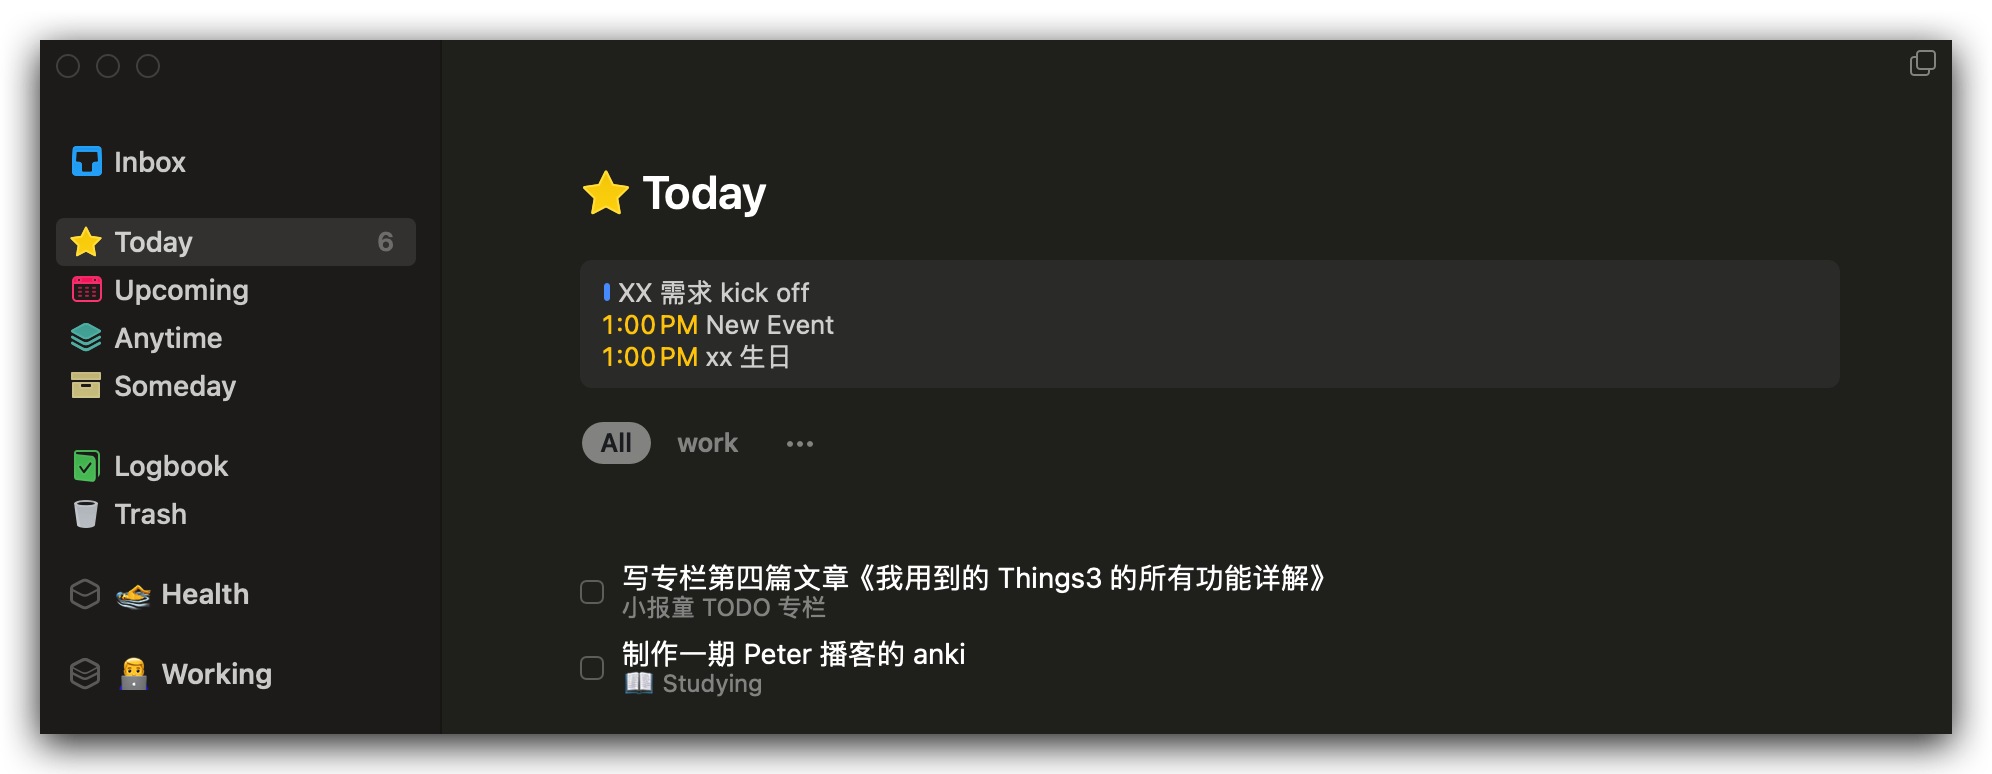 Inbox
Today 6
Upcoming
Anytime
Someday
Logbook
Trash
Health
Working
Today
XX 需求 kick off
1:00 PM New Event
1:00 PM xx 生日
All work ···
写专栏第四篇文章《我用到的 Things3 的所有功能详解》
小报童 TODO 专栏
制作一期 Peter 播客的 anki
Studying